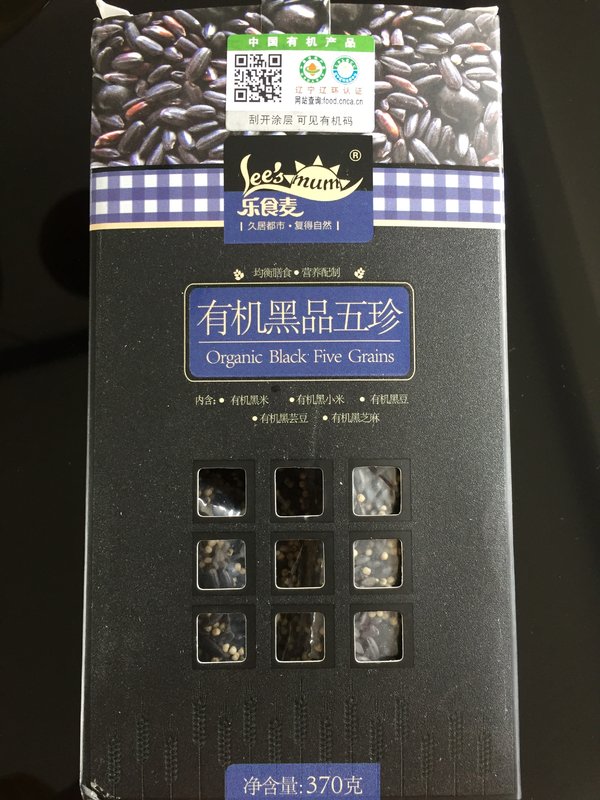 中国有机产品
辽宁辽环认证
网站查询:food.cnca.cn
刮开涂层 可见有机码
Lee's mum ®
乐食麦
久居都市·复得自然
均衡膳食●营养配制
有机黑品五珍
Organic Black Five Grains
内含:●有机黑米 ●有机黑小米 ●有机黑豆
●有机黑芸豆 ●有机黑芝麻
净含量:370克